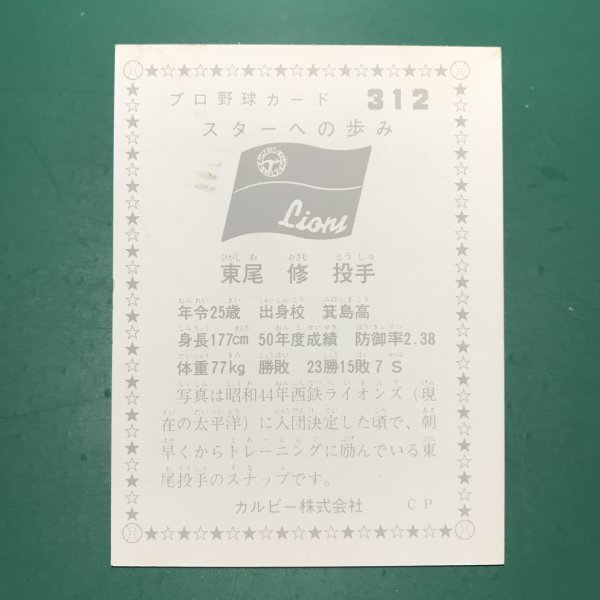 プロ野球カード 312
スターへの歩み
Lions
東尾 修 投手
年令25歳 出身校 箕島高
身長177cm 50年度成績 防御率2.38
体重77kg 勝敗 23勝15敗7S
写真は昭和44年西鉄ライオンズ(現
在の太平洋)に入団決定した頃で、朝
早くからトレーニングに励んでいる東
尾投手のスナップです。
カルビー株式会社 CP